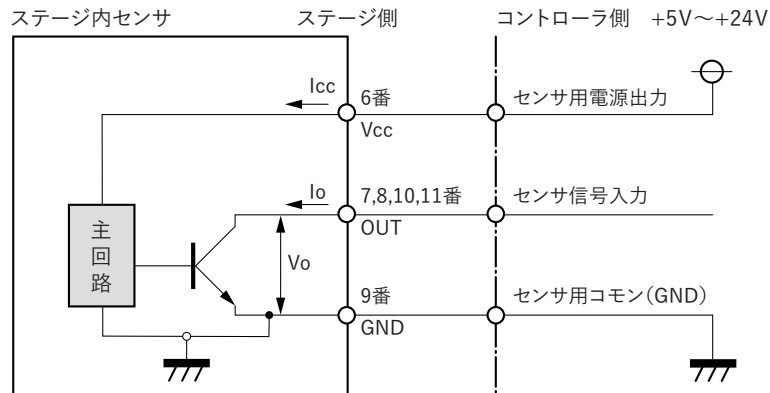 ステージ内センサ
ステージ側
コントローラ側
+5V～+24V
Icc
6番
Vcc
センサ用電源出力
Io
7,8,10,11番
OUT
センサ信号入力
主回路
Vo
9番
GND
センサ用コモン(GND)